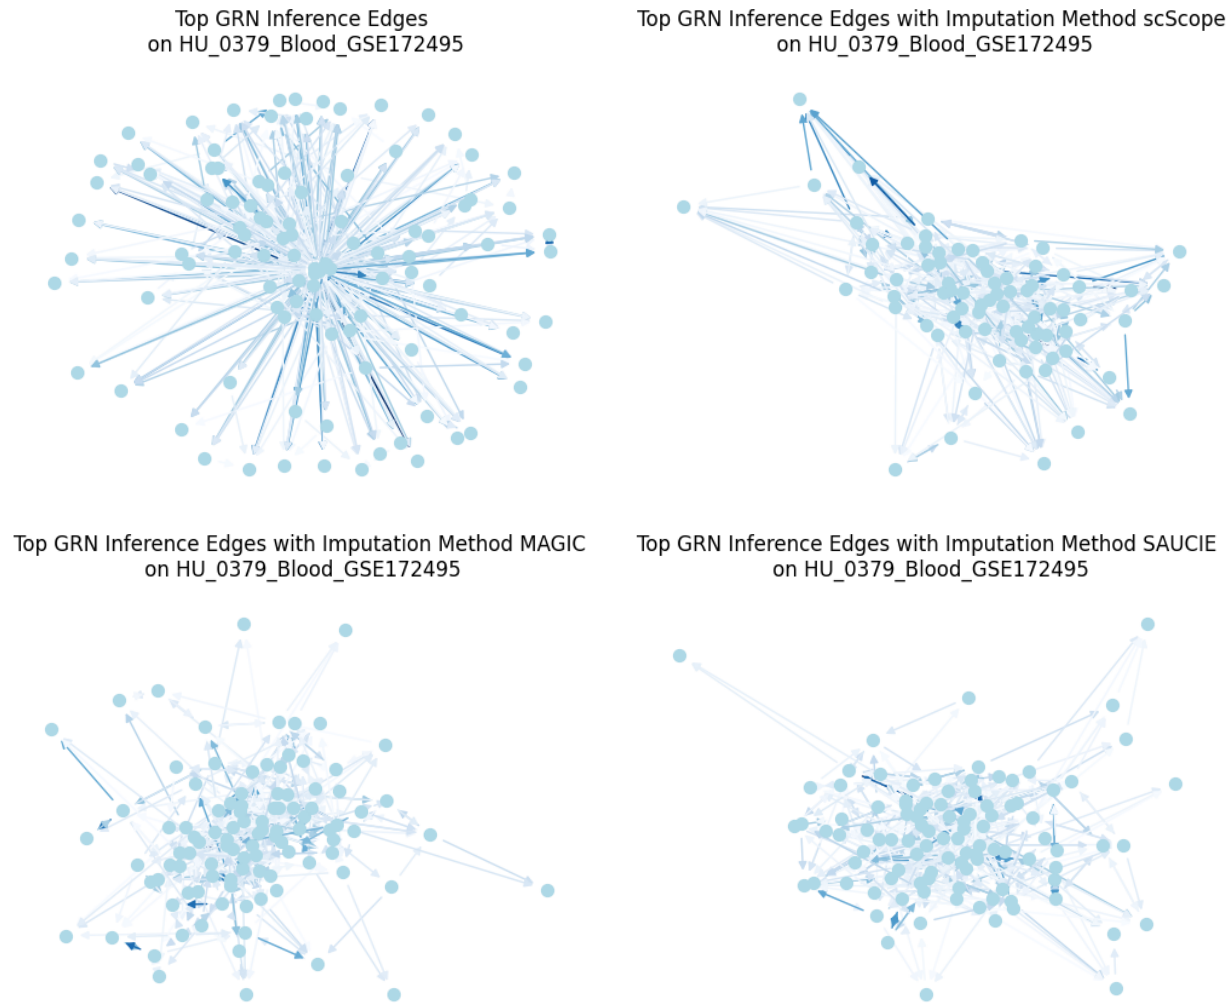 Top GRN Inference Edges
on HU_0379_Blood_GSE172495
Top GRN Inference Edges with Imputation Method scScope
on HU_0379_Blood_GSE172495
Top GRN Inference Edges with Imputation Method MAGIC
on HU_0379_Blood_GSE172495
Top GRN Inference Edges with Imputation Method SAUCIE
on HU_0379_Blood_GSE172495